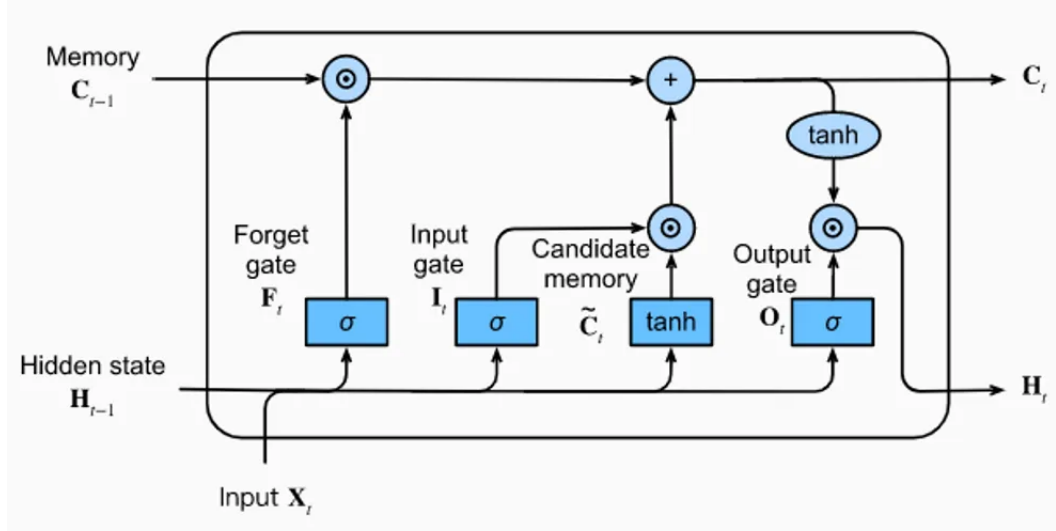 Memory
C_{t−1}
C_t
+
tanh
Forget
gate
F_t
Input
gate
I_t
Candidate
memory
C̃_t
Output
gate
O_t
σ
σ
tanh
σ
Hidden state
H_{t−1}
H_t
Input X_t